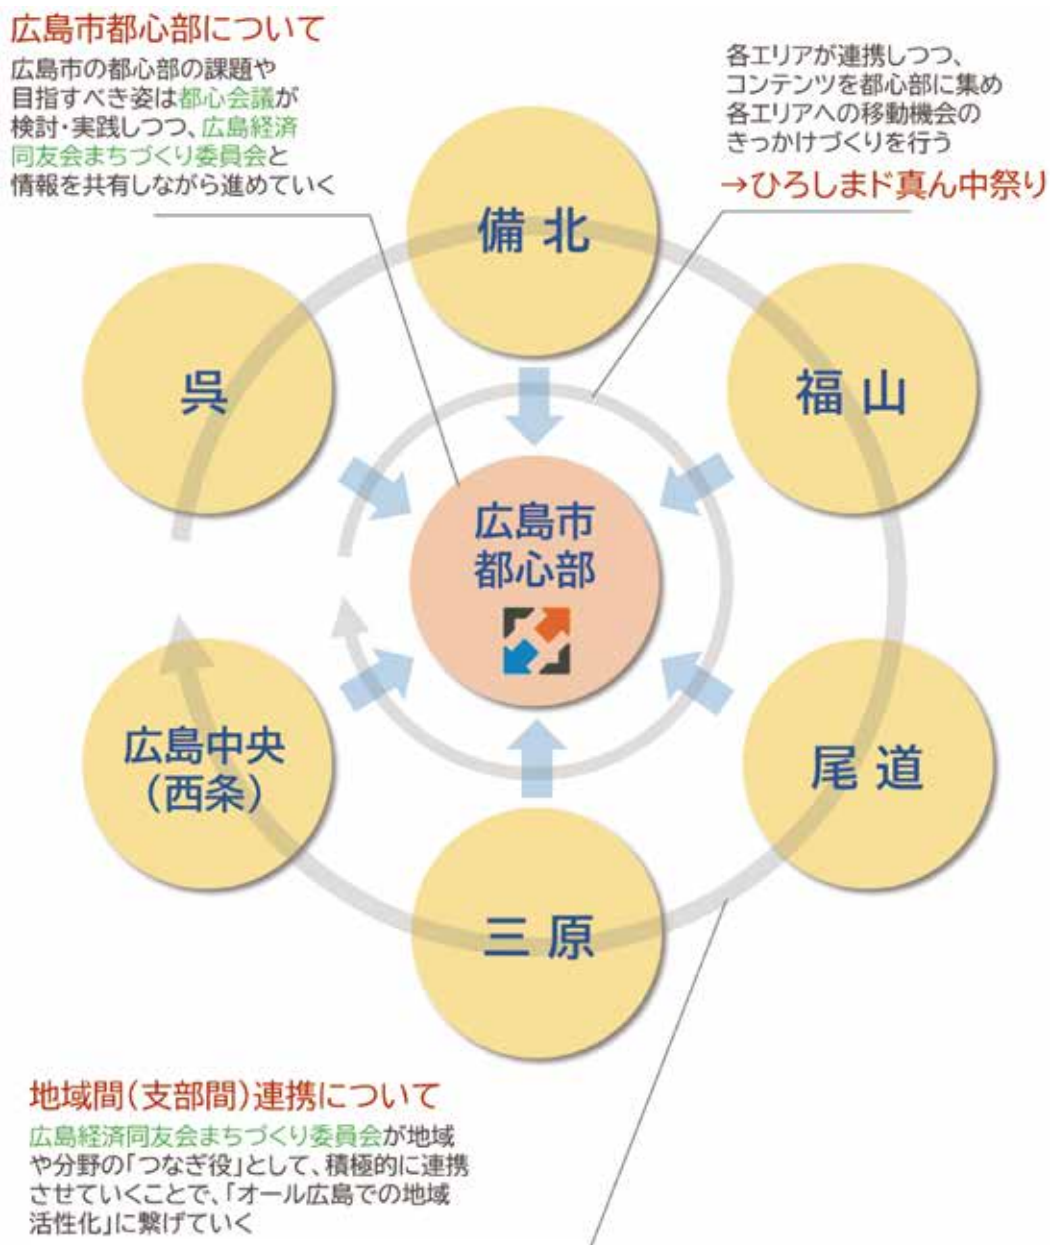 広島市都心部について
広島市の都心部の課題や
目指すべき姿は都心会議が
検討・実践しつつ、広島経済
同友会まちづくり委員会と
情報を共有しながら進めていく
各エリアが連携しつつ、
コンテンツを都心部に集め
各エリアへの移動機会の
きっかけづくりを行う
→ひろしまド真ん中祭り
備北
呉
福山
広島市
都心部
広島中央
（西条）
尾道
三原
地域間（支部間）連携について
広島経済同友会まちづくり委員会が地域
や分野の「つなぎ役」として、積極的に連携
させていくことで、「オール広島での地域
活性化」に繋げていく